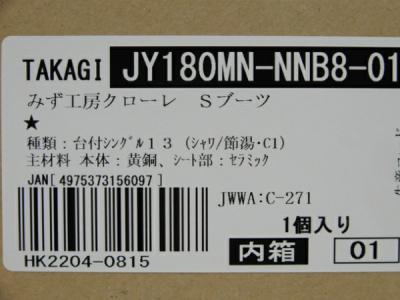 TAKAGI JY180MN-NNB8-01
みず工房クローレ Sブーツ
★
種類：台付シングル13（シャワ/節湯・C1）
主材料 本体：黄銅、シート部：セラミック
JAN[4975373156097]
JWWA:C-271
1個入り
内箱 01
HK2204-0815